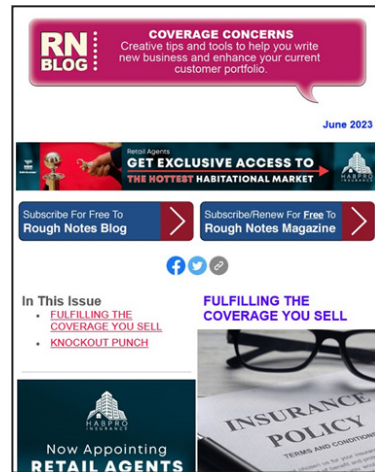 RN
BLOG
COVERAGE CONCERNS
Creative tips and tools to help you write
new business and enhance your current
customer portfolio.
June 2023
Retail Agents
GET EXCLUSIVE ACCESS TO
THE HOTTEST HABITATIONAL MARKET
HABPRO
INSURANCE
Subscribe For Free To
Rough Notes Blog
Subscribe/Renew For Free To
Rough Notes Magazine
In This Issue
FULFILLING THE
COVERAGE YOU SELL
KNOCKOUT PUNCH
HABPRO
INSURANCE
Now Appointing
RETAIL AGENTS
FULFILLING THE
COVERAGE YOU SELL
INSURANCE
POLICY
TERMS AND CONDITIONS